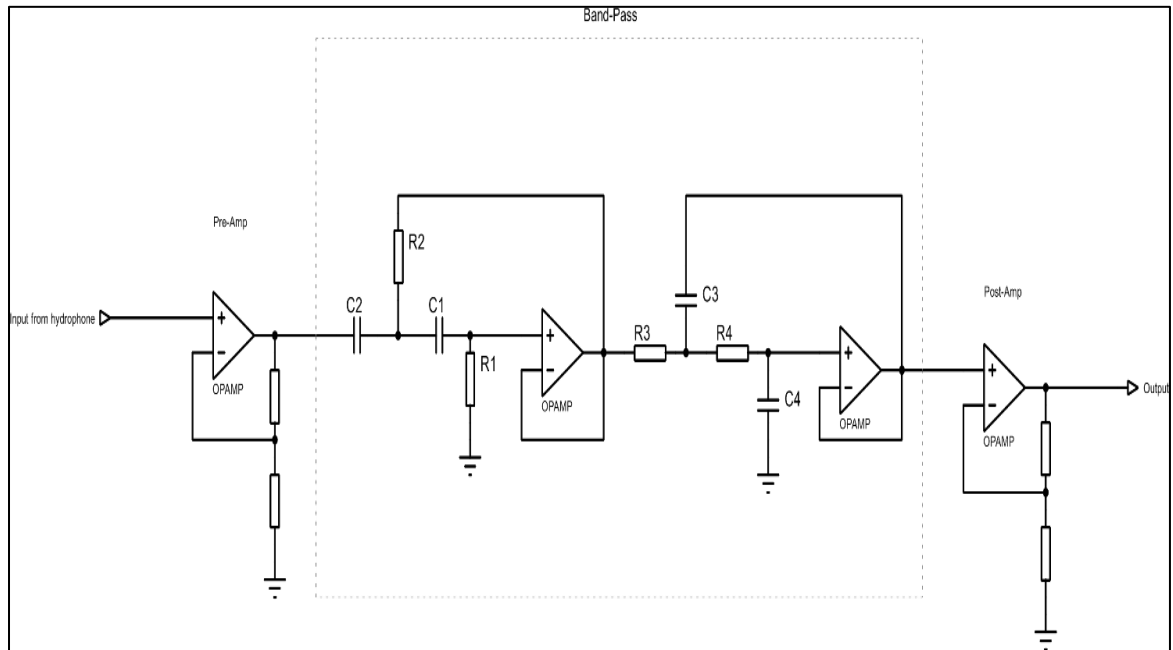 Band-Pass
Pre-Amp
Input from hydrophone
OPAMP
C2
R2
C1
R1
OPAMP
R3
C3
R4
C4
OPAMP
Post-Amp
OPAMP
Output